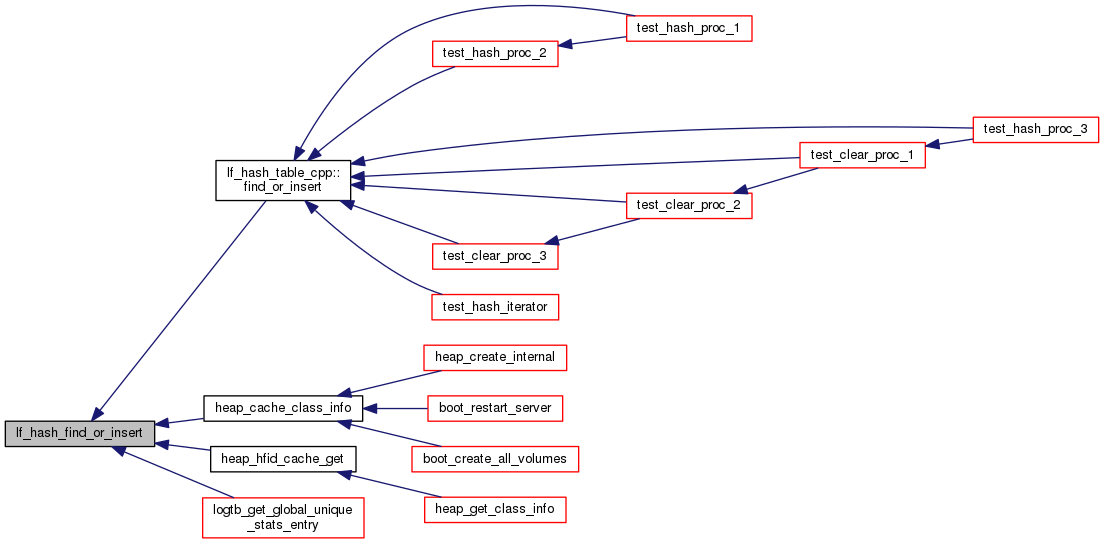 test_hash_proc_1
test_hash_proc_2
test_hash_proc_3
test_clear_proc_1
lf_hash_table_cpp::
find_or_insert
test_clear_proc_2
test_clear_proc_3
test_hash_iterator
heap_create_internal
heap_cache_class_info
boot_restart_server
lf_hash_find_or_insert
heap_hfid_cache_get
boot_create_all_volumes
logtb_get_global_unique
_stats_entry
heap_get_class_info